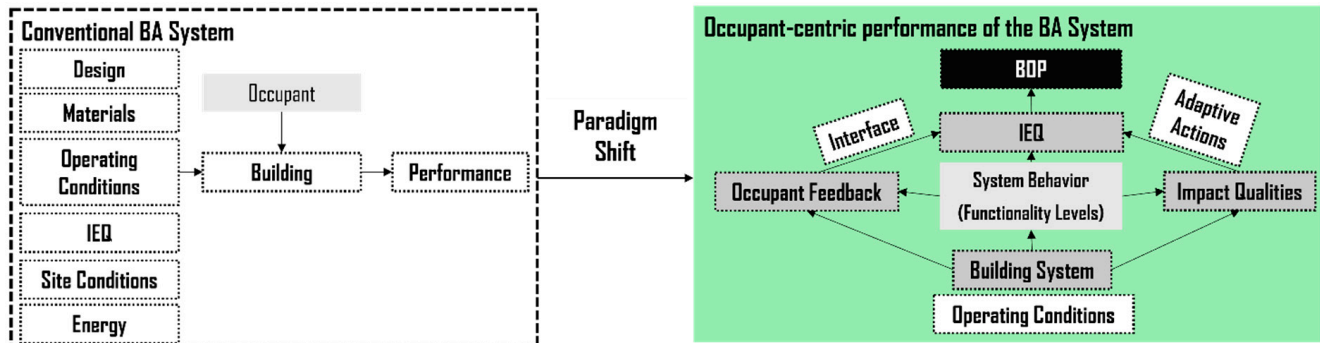 Conventional BA System
Design
Materials
Operating
Conditions
IEQ
Site Conditions
Energy
Occupant
Building
Performance
Paradigm
Shift
Occupant-centric performance of the BA System
BOP
Interface
IEQ
Adaptive
Actions
Occupant Feedback
System Behavior
(Functionality Levels)
Impact Qualities
Building System
Operating Conditions